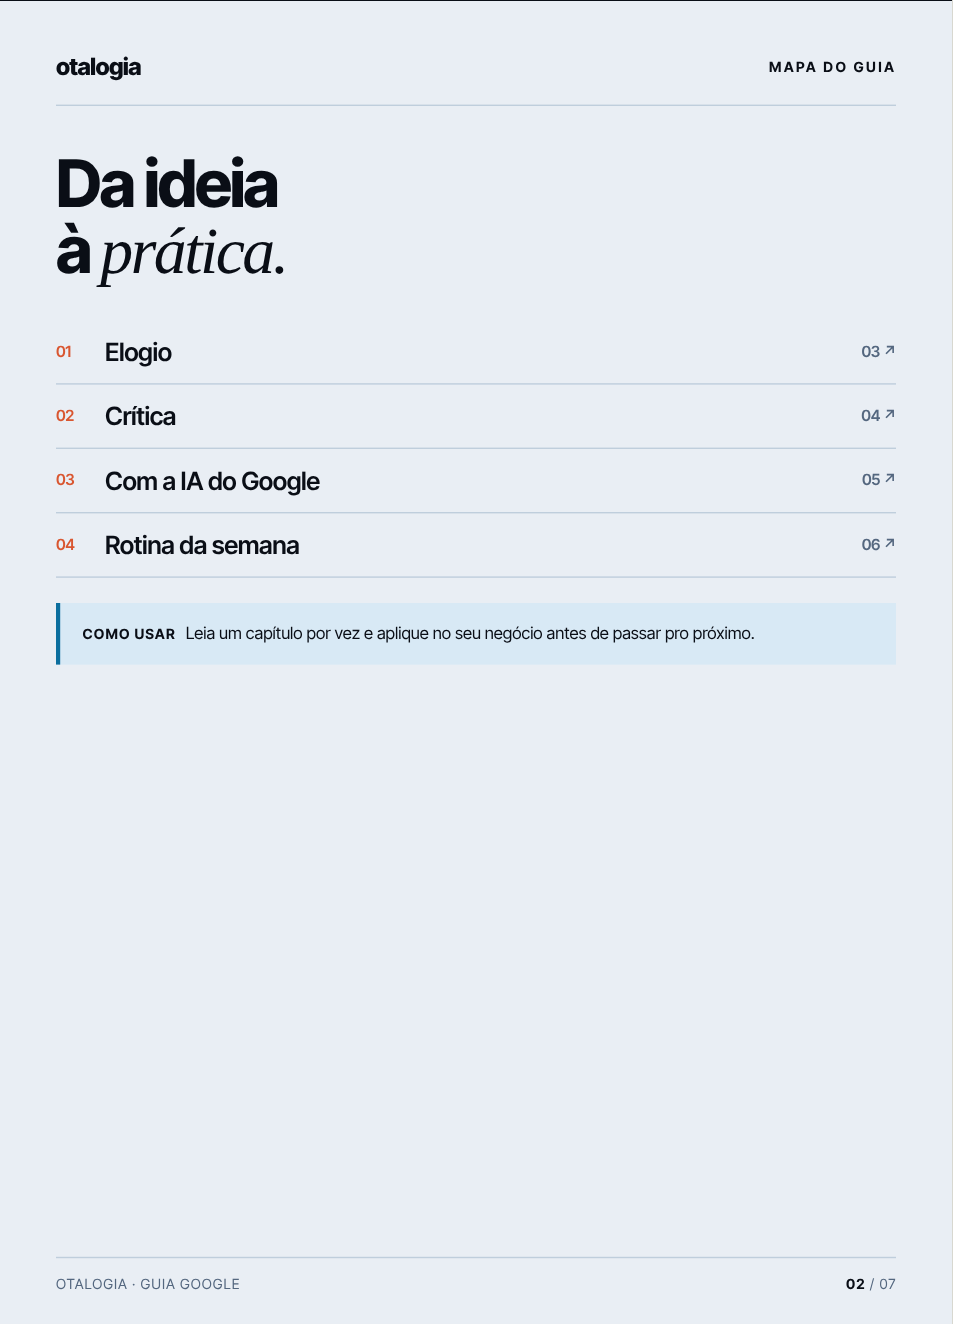 otalogia
MAPA DO GUIA
Da ideia
à prática.
01 Elogio 03 ↗
02 Crítica 04 ↗
03 Com a IA do Google 05 ↗
04 Rotina da semana 06 ↗
COMO USAR Leia um capítulo por vez e aplique no seu negócio antes de passar pro próximo.
OTALOGIA · GUIA GOOGLE
02 / 07